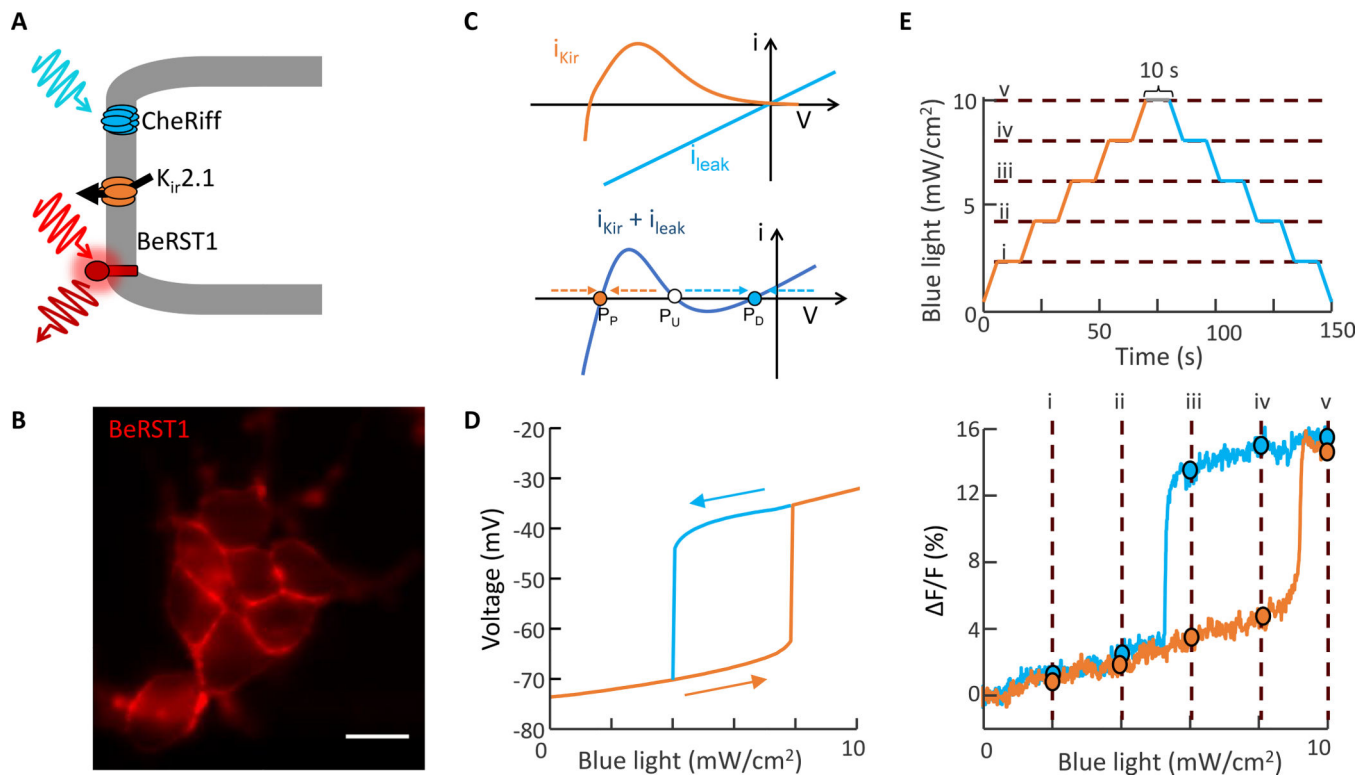 A
CheRiff
Kir2.1
BeRST1
B
BeRST1
C
iKir
i
V
ileak
iKir + ileak
i
PP
PU
PD
V
D
-20
-30
-40
-50
-60
-70
-80
Voltage (mV)
0
10
Blue light (mW/cm²)
E
10 s
v
iv
iii
ii
i
10
5
0
Blue light (mW/cm²)
0
50
100
150
Time (s)
i
ii
iii
iv
v
16
12
8
4
0
ΔF/F (%)
0
10
Blue light (mW/cm²)